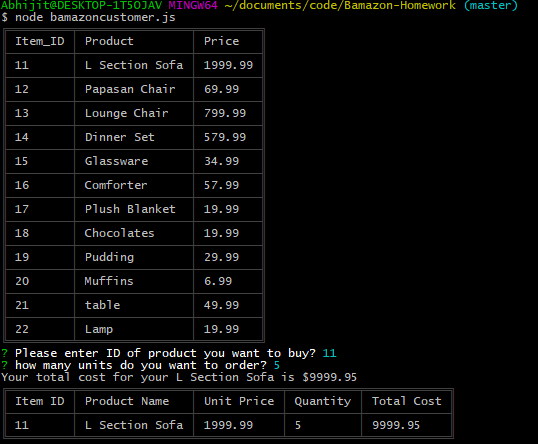 Abhijit@DESKTOP-1T5OJAV MINGW64 ~/documents/code/Bamazon-Homework (master)
$ node bamazoncustomer.js
Item_ID Product Price
11 L Section Sofa 1999.99
12 Papasan Chair 69.99
13 Lounge Chair 799.99
14 Dinner Set 579.99
15 Glassware 34.99
16 Comforter 57.99
17 Plush Blanket 19.99
18 Chocolates 19.99
19 Pudding 29.99
20 Muffins 6.99
21 table 49.99
22 Lamp 19.99
? Please enter ID of product you want to buy? 11
? how many units do you want to order? 5
Your total cost for your L Section Sofa is $9999.95
Item ID Product Name Unit Price Quantity Total Cost
11 L Section Sofa 1999.99 5 9999.95